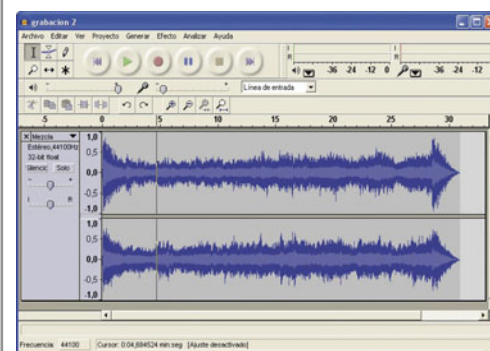 grabacion 2
Archivo Editar Ver Proyecto Generar Efecto Analizar Ayuda
I
R
-36 -24 -12 0
I
R
-36 -24 -12
Línea de entrada
-5 0 5 10 15 20 25 30
Mezcla
Estéreo,44100Hz
32-bit float
Silencio Solo
- +
I R
1,0
0,5
0,0
-0,5
-1,0
1,0
0,5
0,0
-0,5
-1,0
Frecuencia: 44100 Cursor: 0:04,684524 min:seg [Ajuste desactivado]